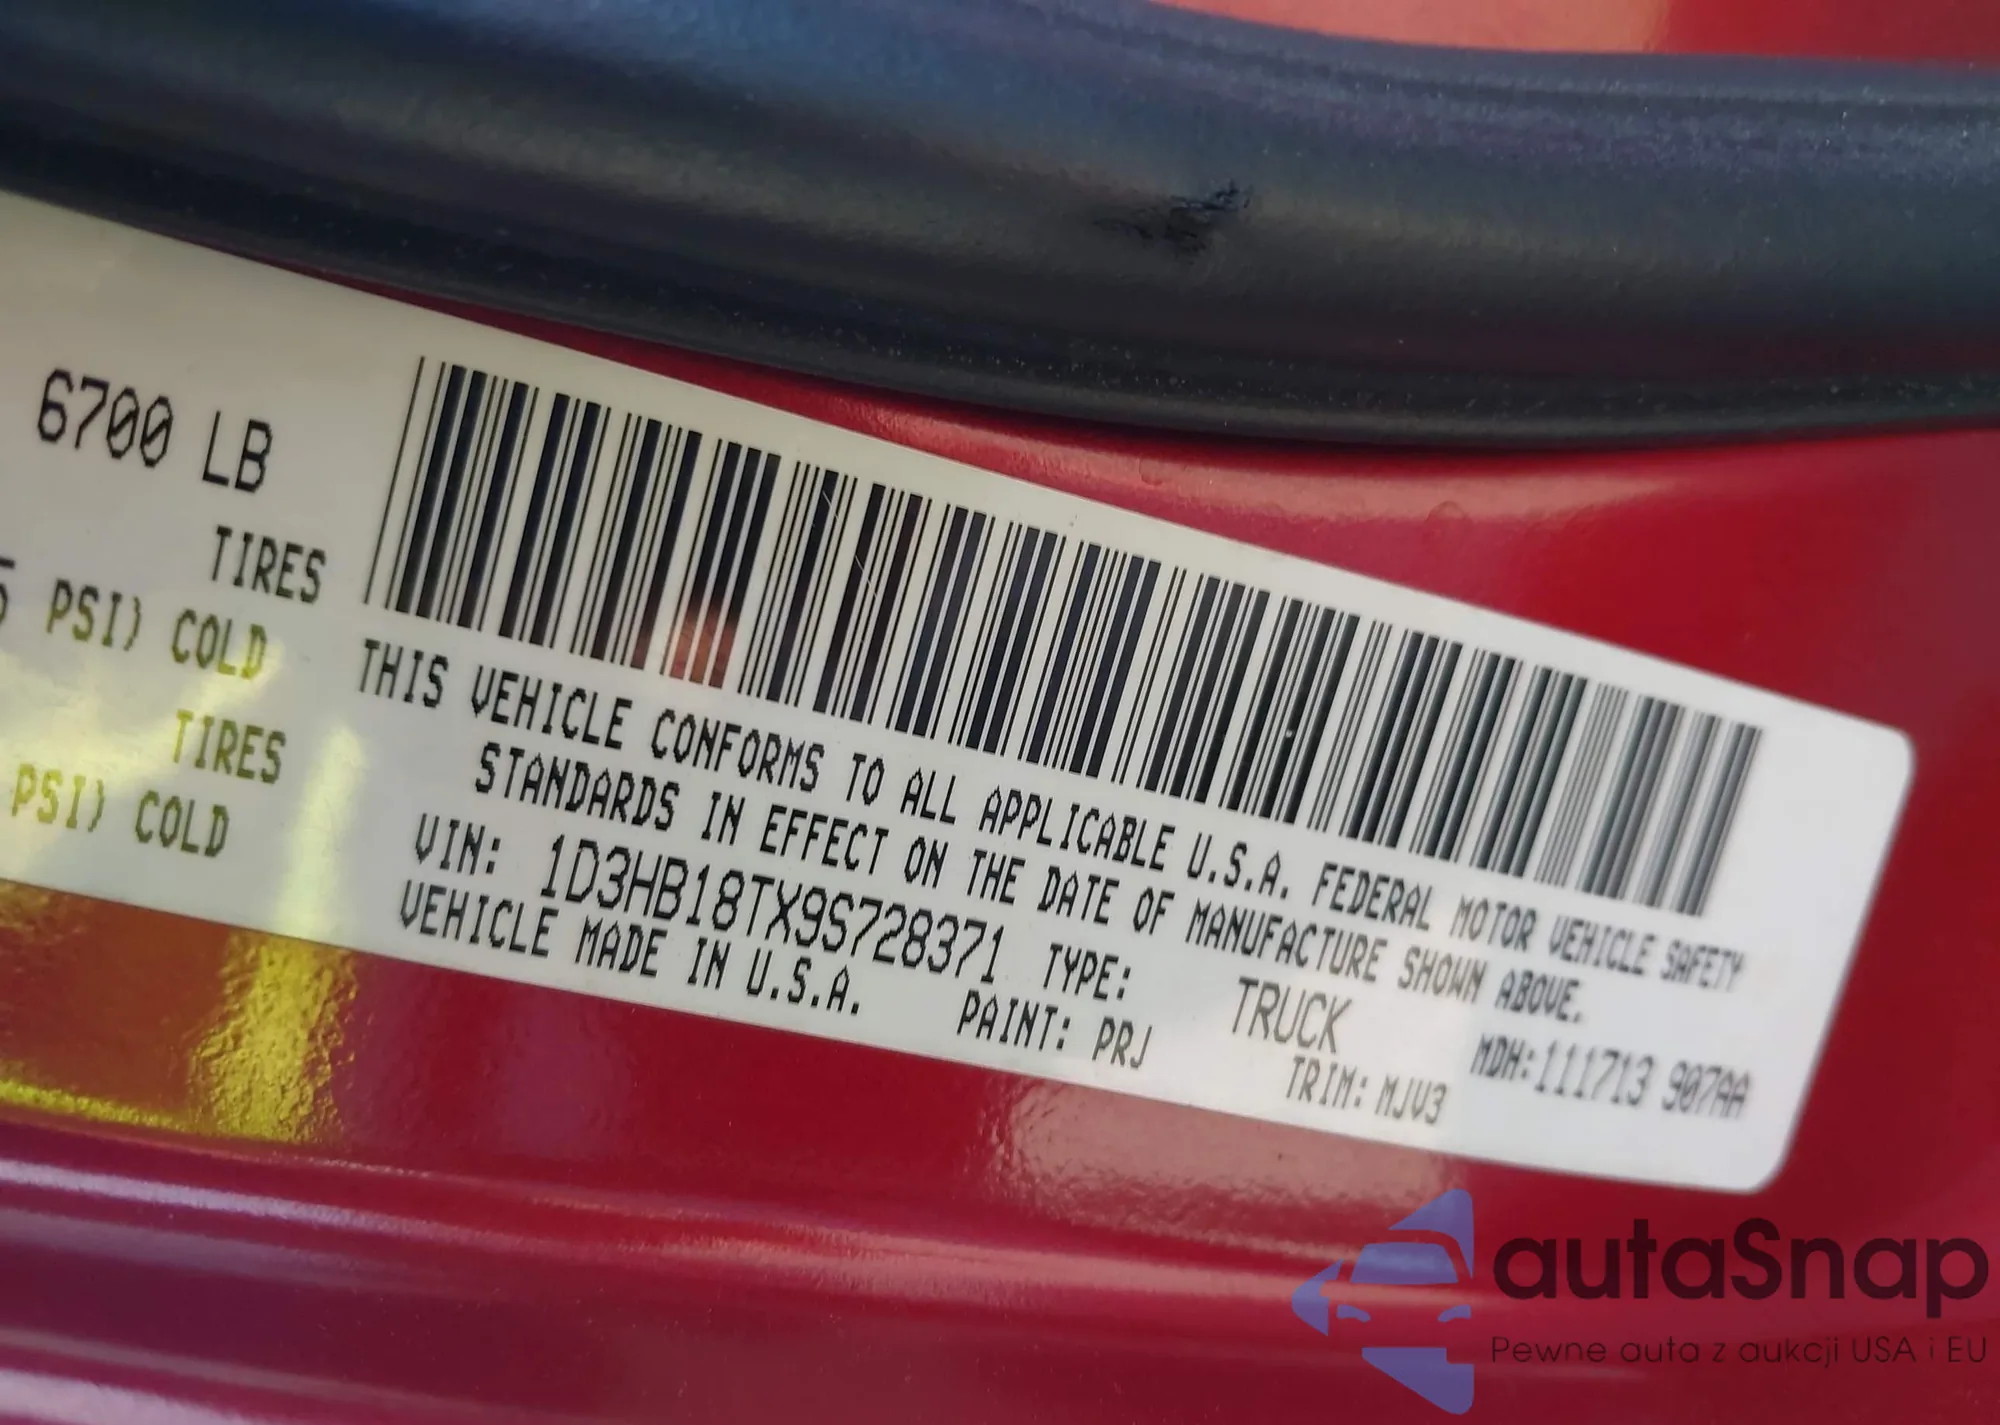 6700 LB
TIRES
5 PSI) COLD
TIRES
PSI) COLD
THIS VEHICLE CONFORMS TO ALL APPLICABLE U.S.A. FEDERAL MOTOR VEHICLE SAFETY
STANDARDS IN EFFECT ON THE DATE OF MANUFACTURE SHOWN ABOVE.
VIN: 1D3HB18TX9S728371 TYPE: TRUCK MDH:111713 907AA
VEHICLE MADE IN U.S.A. PAINT: PRJ TRIM: MJV3
autaSnap
Pewne auta z aukcji USA i EU